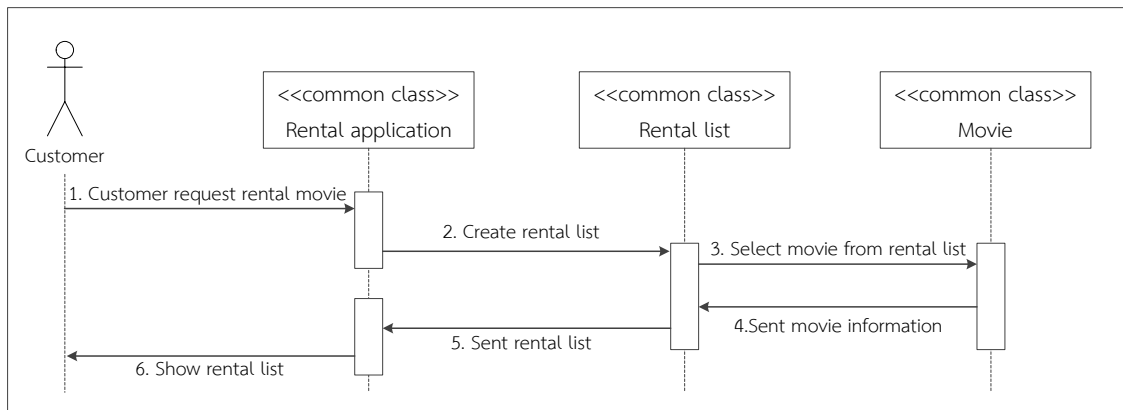 <<common class>>
Rental application
<<common class>>
Rental list
<<common class>>
Movie
Customer
1. Customer request rental movie
2. Create rental list
3. Select movie from rental list
4.Sent movie information
5. Sent rental list
6. Show rental list